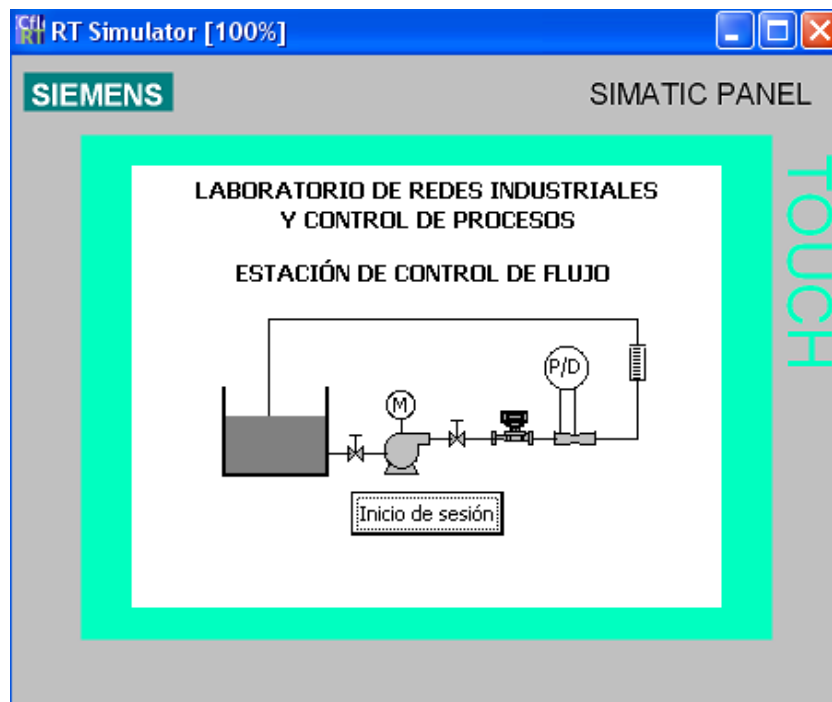 RT Simulator [100%]
SIEMENS
SIMATIC PANEL
TOUCH
LABORATORIO DE REDES INDUSTRIALES
Y CONTROL DE PROCESOS
ESTACIÓN DE CONTROL DE FLUJO
P/D
M
Inicio de sesión